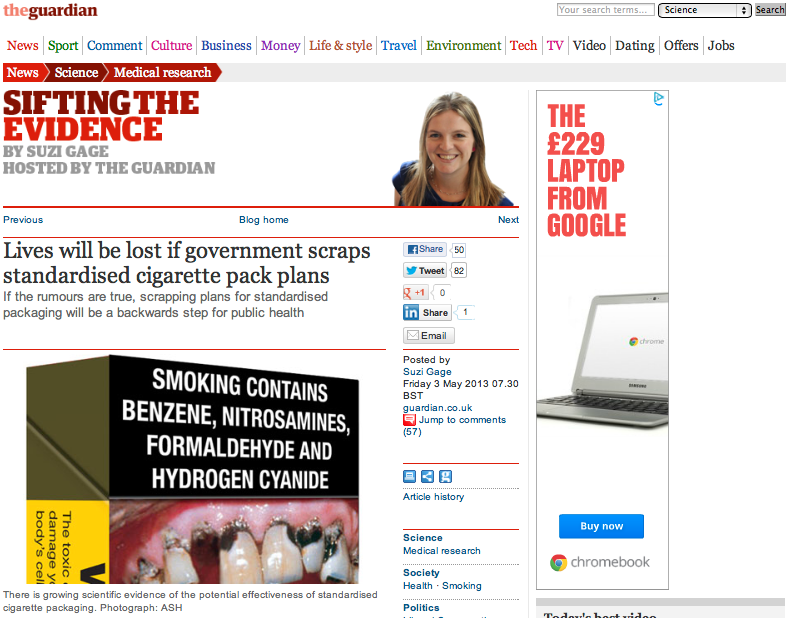 theguardian
Your search terms...
Science
Search
News Sport Comment Culture Business Money Life & style Travel Environment Tech TV Video Dating Offers Jobs
News Science Medical research
SIFTING THE
EVIDENCE
BY SUZI GAGE
HOSTED BY THE GUARDIAN
Previous
Blog home
Next
Lives will be lost if government scraps
standardised cigarette pack plans
If the rumours are true, scrapping plans for standardised
packaging will be a backwards step for public health
SMOKING CONTAINS
BENZENE, NITROSAMINES,
FORMALDEHYDE AND
HYDROGEN CYANIDE
The toxic
damage
body's cell
There is growing scientific evidence of the potential effectiveness of standardised
cigarette packaging. Photograph: ASH
Share 50
Tweet 82
+1 0
in Share 1
Email
Posted by
Suzi Gage
Friday 3 May 2013 07.30
BST
guardian.co.uk
Jump to comments
(57)
Article history
Science
Medical research
Society
Health · Smoking
Politics
THE
£229
LAPTOP
FROM
GOOGLE
chrome
SAMSUNG
Buy now
chromebook
Today's best video